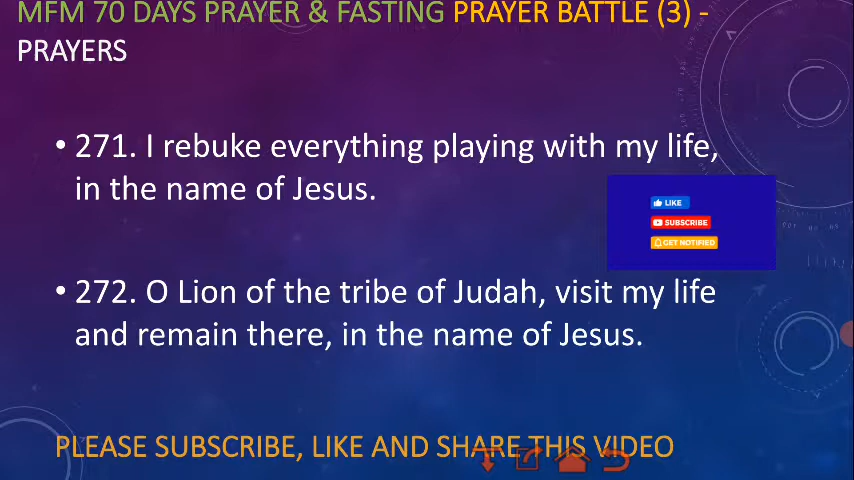 MFM 70 DAYS PRAYER & FASTING PRAYER BATTLE (3) -
PRAYERS
• 271. I rebuke everything playing with my life,
in the name of Jesus.
LIKE
SUBSCRIBE
GET NOTIFIED
• 272. O Lion of the tribe of Judah, visit my life
and remain there, in the name of Jesus.
PLEASE SUBSCRIBE, LIKE AND SHARE THIS VIDEO